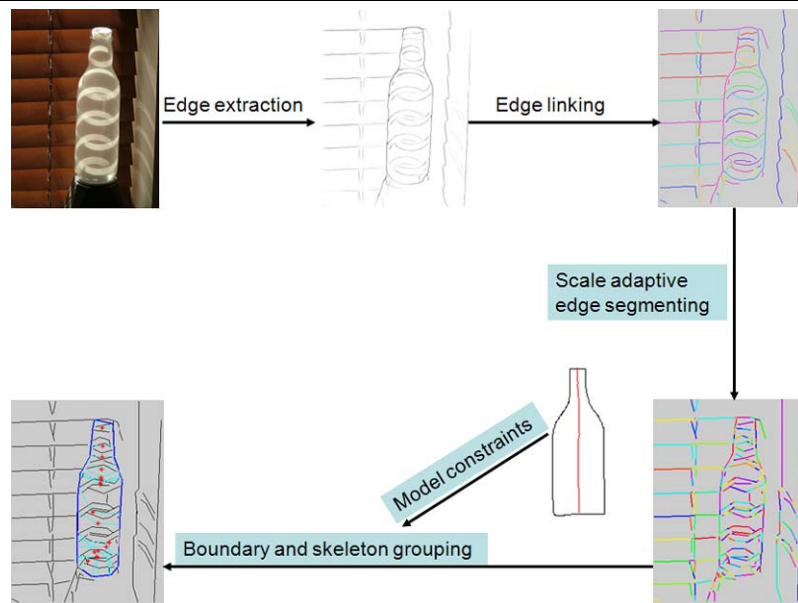 Edge extraction
Edge linking
Scale adaptive
edge segmenting
Model constraints
Boundary and skeleton grouping